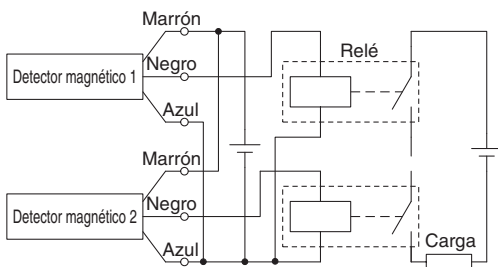 Marrón
Relé
Negro
Detector magnético 1
Azul
Marrón
Negro
Detector magnético 2
Azul
Carga